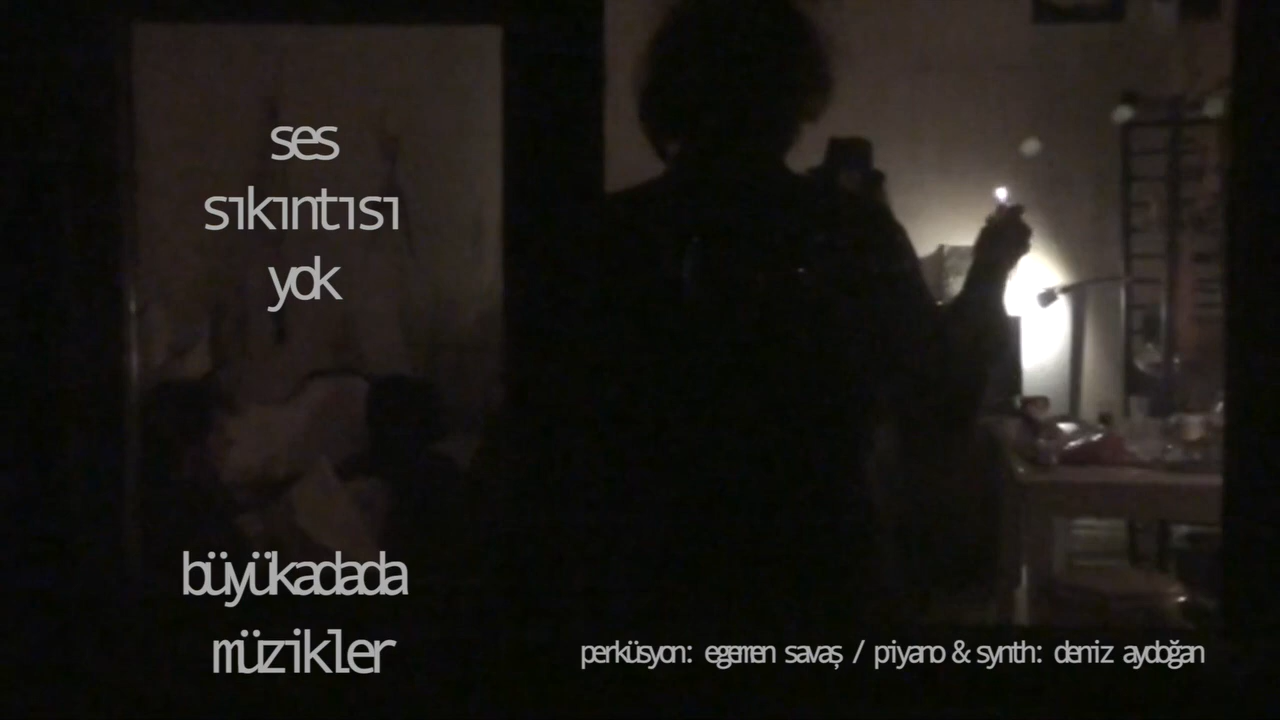 ses
sıkıntısı
yok
büyükadada
müzikler
perküsyon: egemen savaş / piyano & synth: deniz aydoğan